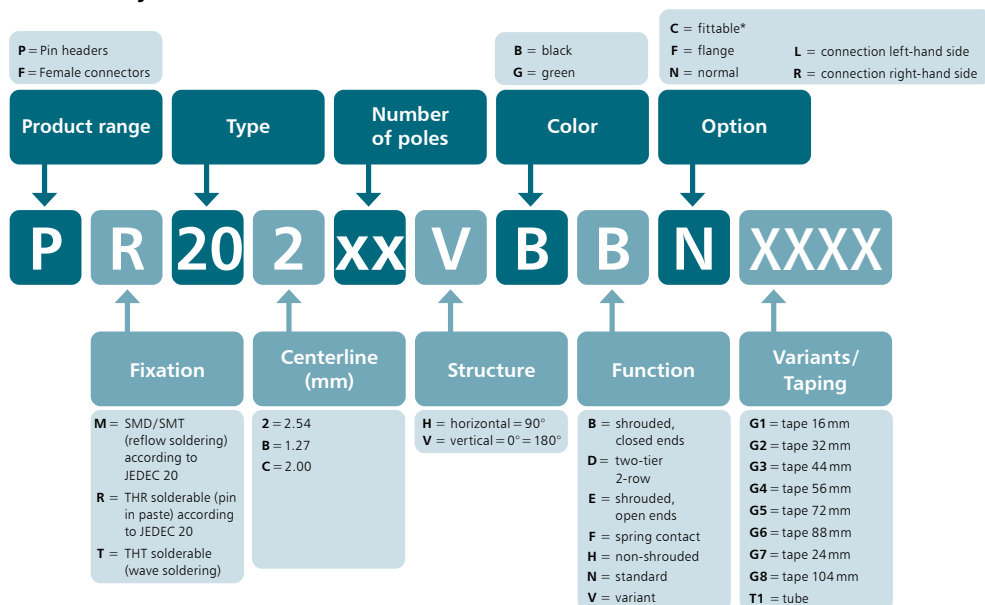 P = Pin headers
F = Female connectors
B = black
G = green
C = fittable*
F = flange
N = normal
L = connection left-hand side
R = connection right-hand side
Product range
Type
Number
of poles
Color
Option
P R 20 2 xx V B B N XXXX
Fixation
Centerline
(mm)
Structure
Function
Variants/
Taping
M = SMD/SMT
(reflow soldering)
according to
JEDEC 20
R = THR solderable (pin
in paste) according
to JEDEC 20
T = THT solderable
(wave soldering)
2 = 2.54
B = 1.27
C = 2.00
H = horizontal = 90°
V = vertical = 0° = 180°
B = shrouded,
closed ends
D = two-tier
2-row
E = shrouded,
open ends
F = spring contact
H = non-shrouded
N = standard
V = variant
G1 = tape 16 mm
G2 = tape 32 mm
G3 = tape 44 mm
G4 = tape 56 mm
G5 = tape 72 mm
G6 = tape 88 mm
G7 = tape 24 mm
G8 = tape 104 mm
T1 = tube